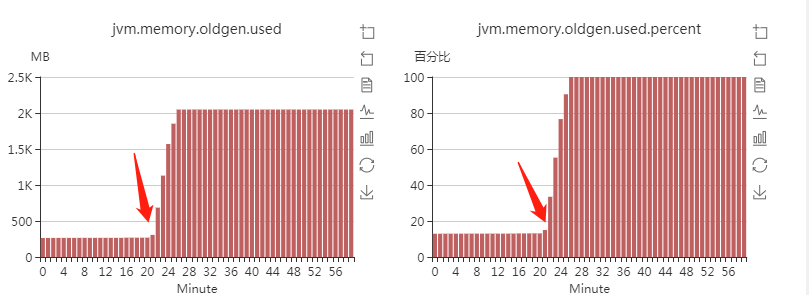 jvm.memory.oldgen.used
MB
2.5K
2K
1.5K
1K
500
0
0 4 8 12 16 20 24 28 32 36 40 44 48 52 56
Minute
jvm.memory.oldgen.used.percent
百分比
100
80
60
40
20
0
0 4 8 12 16 20 24 28 32 36 40 44 48 52 56
Minute